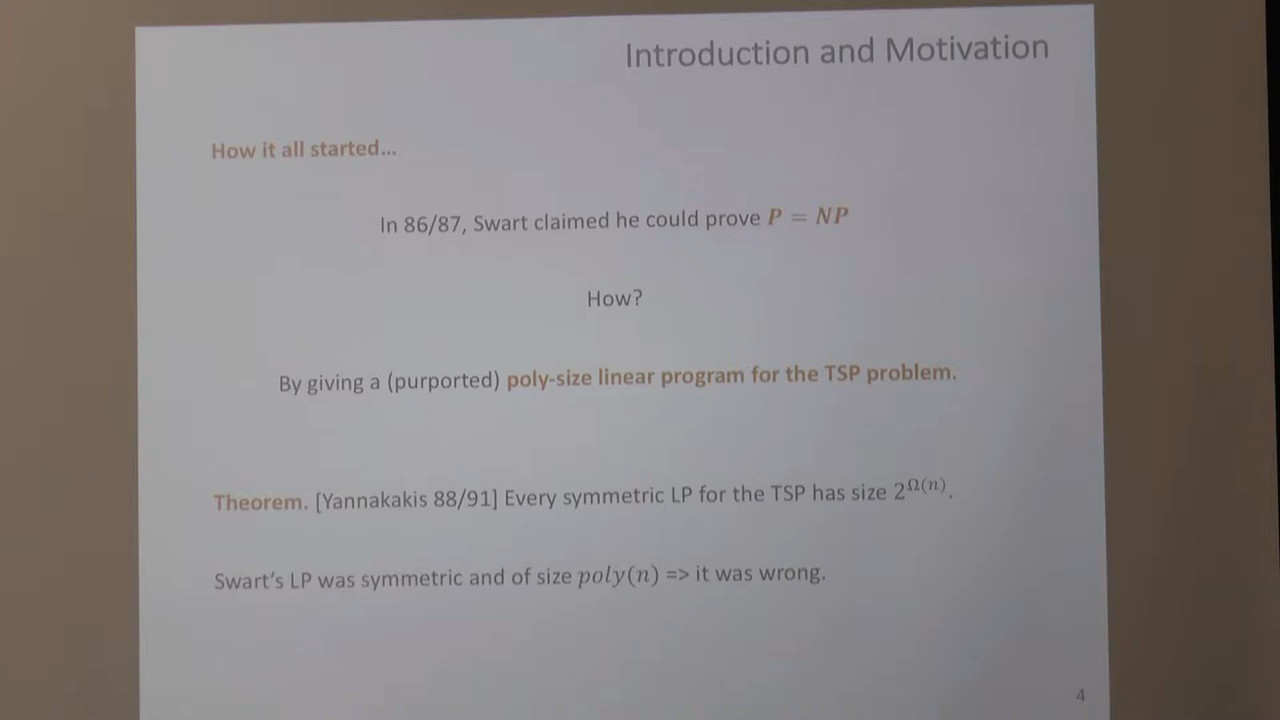 Introduction and Motivation
How it all started...
In 86/87, Swart claimed he could prove P = NP
How?
By giving a (purported) poly-size linear program for the TSP problem.
Theorem. [Yannakakis 88/91] Every symmetric LP for the TSP has size 2^Ω(n).
Swart's LP was symmetric and of size poly(n) => it was wrong.
4